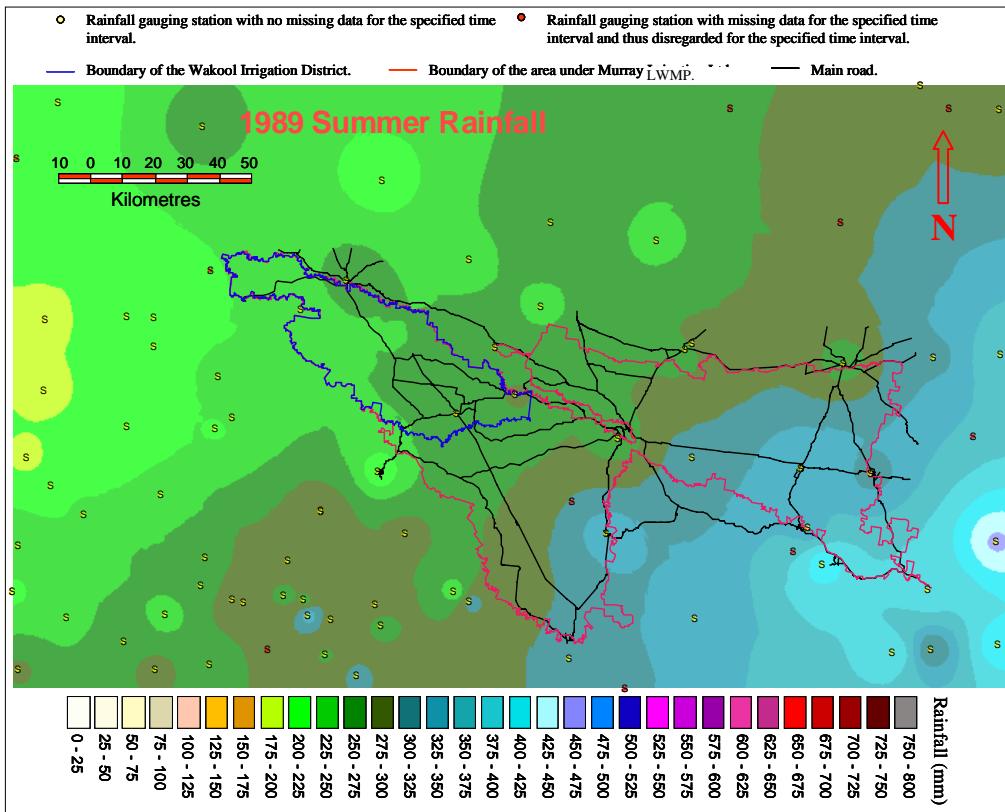 Rainfall gauging station with no missing data for the specified time
interval.
Rainfall gauging station with missing data for the specified time
interval and thus disregarded for the specified time interval.
Boundary of the Wakool Irrigation District.
Boundary of the area under Murray
LWMP.
Main road.
1989 Summer Rainfall
10 0 10 20 30 40 50
Kilometres
N
0 - 25
25 - 50
50 - 75
75 - 100
100 - 125
125 - 150
150 - 175
175 - 200
200 - 225
225 - 250
250 - 275
275 - 300
300 - 325
325 - 350
350 - 375
375 - 400
400 - 425
425 - 450
450 - 475
475 - 500
500 - 525
525 - 550
550 - 575
575 - 600
600 - 625
625 - 650
650 - 675
675 - 700
700 - 725
725 - 750
750 - 800
Rainfall (mm)